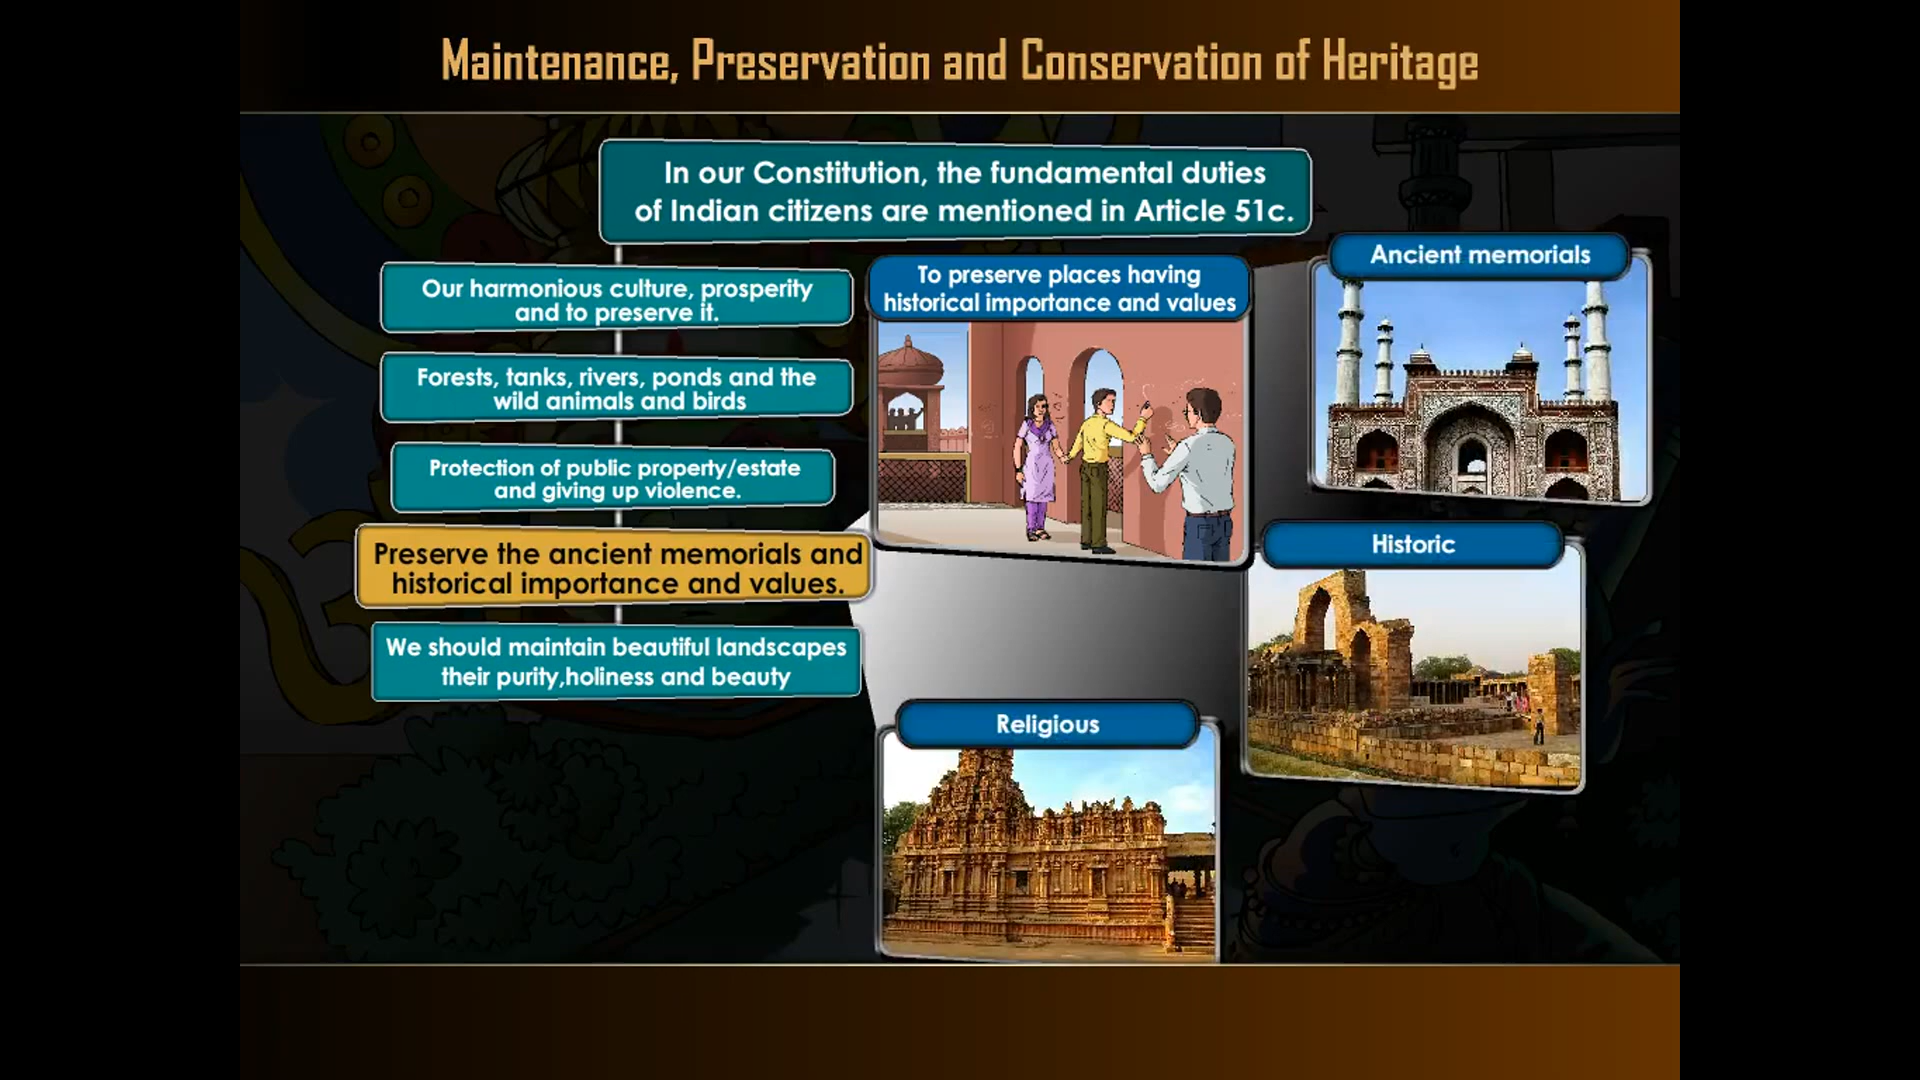 Maintenance, Preservation and Conservation of Heritage
In our Constitution, the fundamental duties
of Indian citizens are mentioned in Article 51c.
Our harmonious culture, prosperity
and to preserve it.
Forests, tanks, rivers, ponds and the
wild animals and birds
Protection of public property/estate
and giving up violence.
Preserve the ancient memorials and
historical importance and values.
We should maintain beautiful landscapes
their purity,holiness and beauty
To preserve places having
historical importance and values
Ancient memorials
Historic
Religious